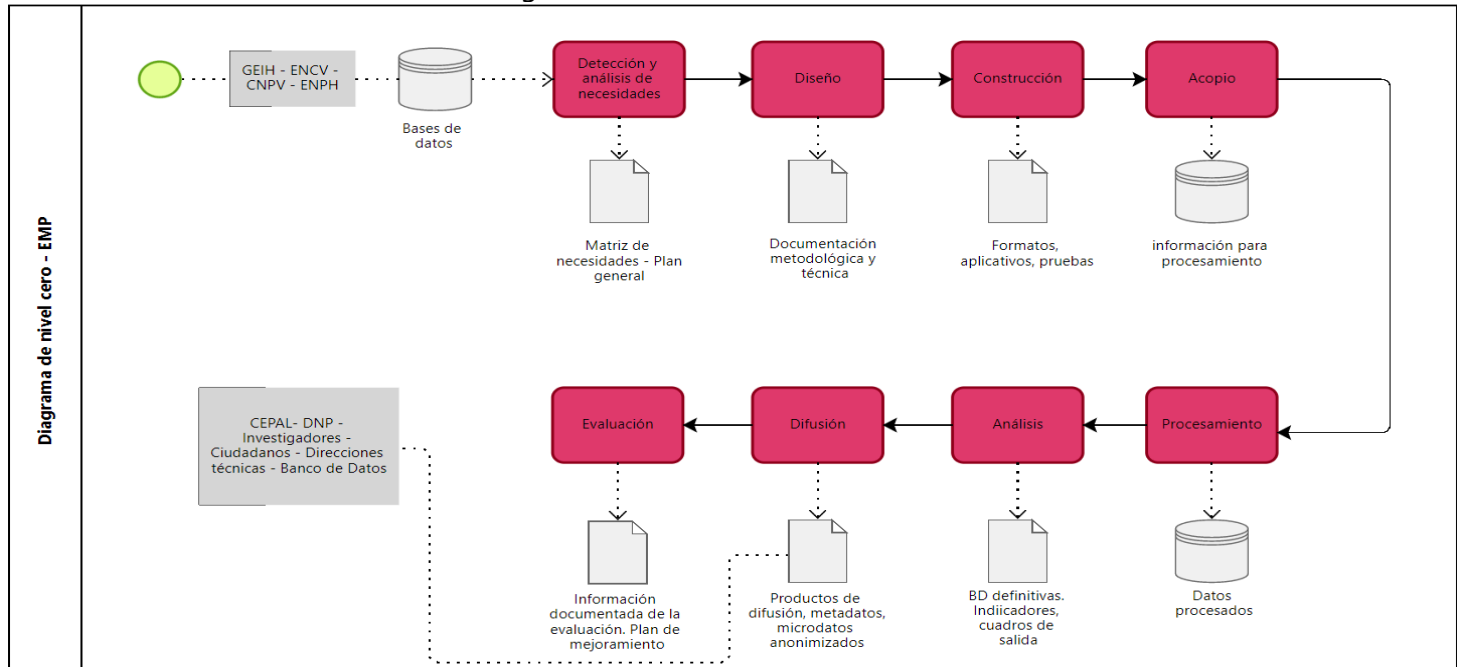 Diagrama de nivel cero - EMP
GEIH - ENCV -
CNPV - ENPH
Bases de
datos
Detección y
análisis de
necesidades
Diseño
Construcción
Acopio
Matriz de
necesidades - Plan
general
Documentación
metodológica y
técnica
Formatos,
aplicativos, pruebas
información para
procesamiento
CEPAL- DNP -
Investigadores -
Ciudadanos - Direcciones
técnicas - Banco de Datos
Evaluación
Difusión
Análisis
Procesamiento
Información
documentada de la
evaluación. Plan de
mejoramiento
Productos de
difusión, metadatos,
microdatos
anonimizados
BD definitivas.
Indiicadores,
cuadros de
salida
Datos
procesados